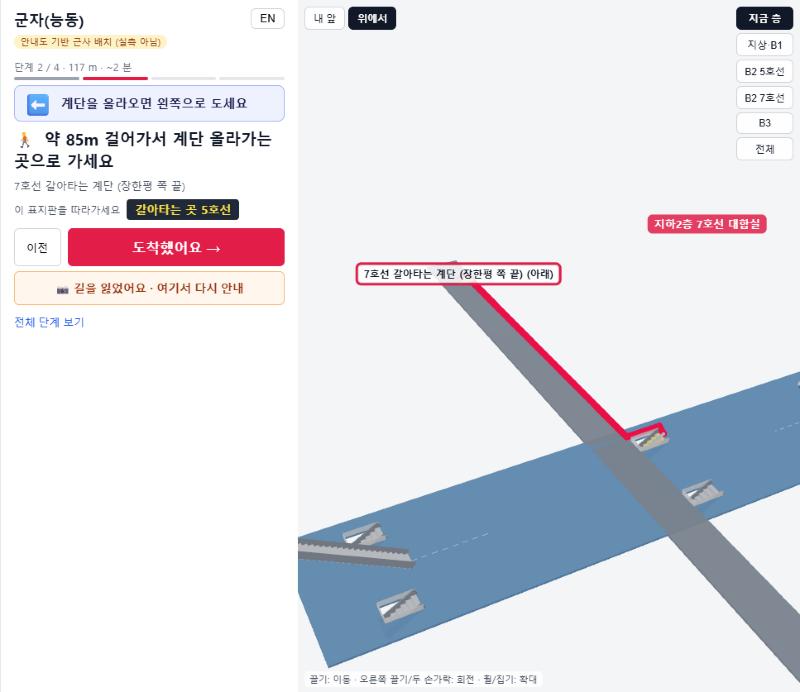 군자(능동)
EN
안내도 기반 근사 배치 (실측 아님)
단계 2 / 4 · 117 m · ~2 분
계단을 올라오면 왼쪽으로 도세요
약 85m 걸어가서 계단 올라가는
곳으로 가세요
7호선 갈아타는 계단 (장한평 쪽 끝)
이 표지판을 따라가세요
갈아타는 곳 5호선
이전
도착했어요 →
길을 잃었어요 · 여기서 다시 안내
전체 단계 보기
내 앞
위에서
지금 층
지상·B1
B2 5호선
B2 7호선
B3
전체
지하2층 7호선 대합실
7호선 갈아타는 계단 (장한평 쪽 끝) (아래)
끌기: 이동 · 오른쪽 끌기/두 손가락: 회전 · 휠/집기: 확대